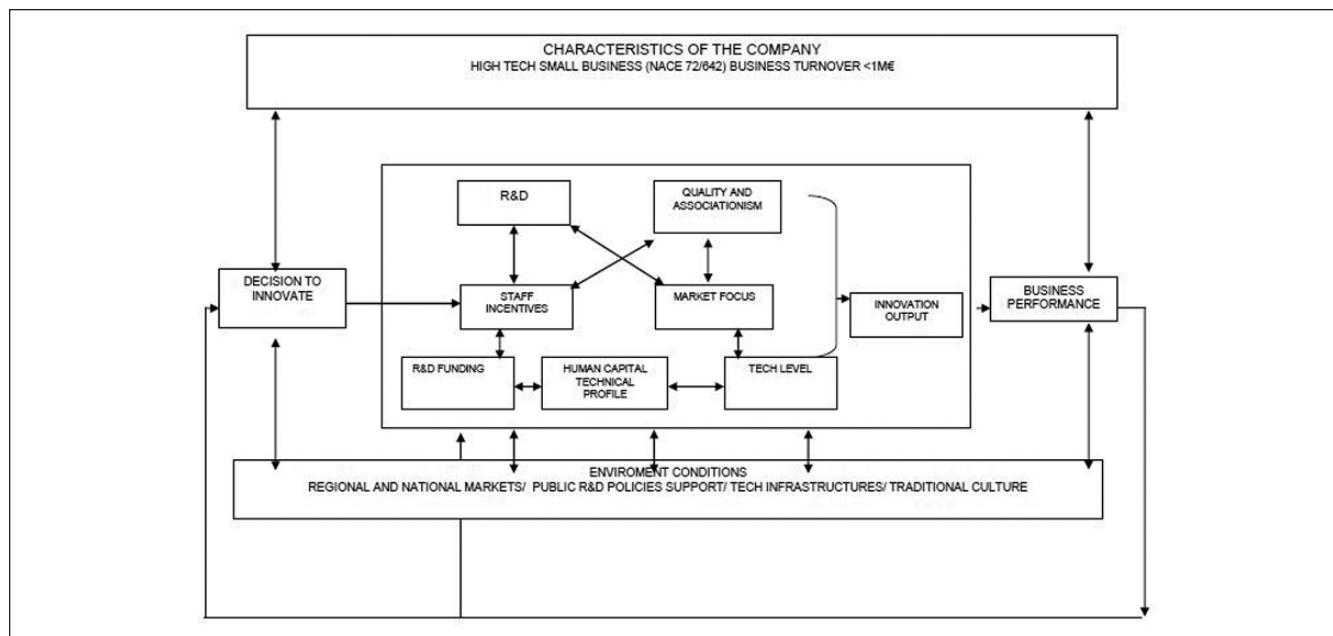 CHARACTERISTICS OF THE COMPANY
HIGH TECH SMALL BUSINESS (NACE 72/642) BUSINESS TURNOVER <1M€
R&D
QUALITY AND
ASSOCIATIONISM
DECISION TO
INNOVATE
STAFF
INCENTIVES
MARKET FOCUS
INNOVATION
OUTPUT
BUSINESS
PERFORMANCE
R&D FUNDING
HUMAN CAPITAL
TECHNICAL
PROFILE
TECH LEVEL
ENVIROMENT CONDITIONS
REGIONAL AND NATIONAL MARKETS/ PUBLIC R&D POLICIES SUPPORT/ TECH INFRASTRUCTURES/ TRADITIONAL CULTURE